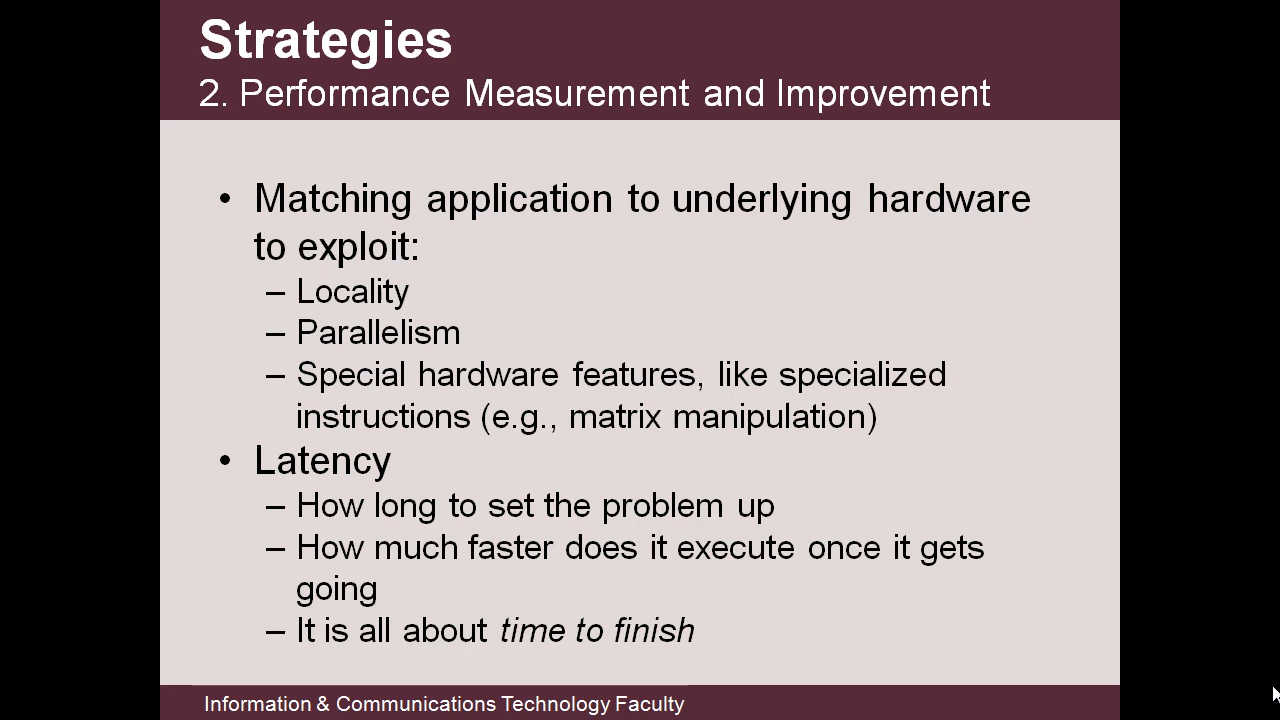 Strategies
2. Performance Measurement and Improvement
• Matching application to underlying hardware
to exploit:
– Locality
– Parallelism
– Special hardware features, like specialized
instructions (e.g., matrix manipulation)
• Latency
– How long to set the problem up
– How much faster does it execute once it gets
going
– It is all about time to finish
Information & Communications Technology Faculty